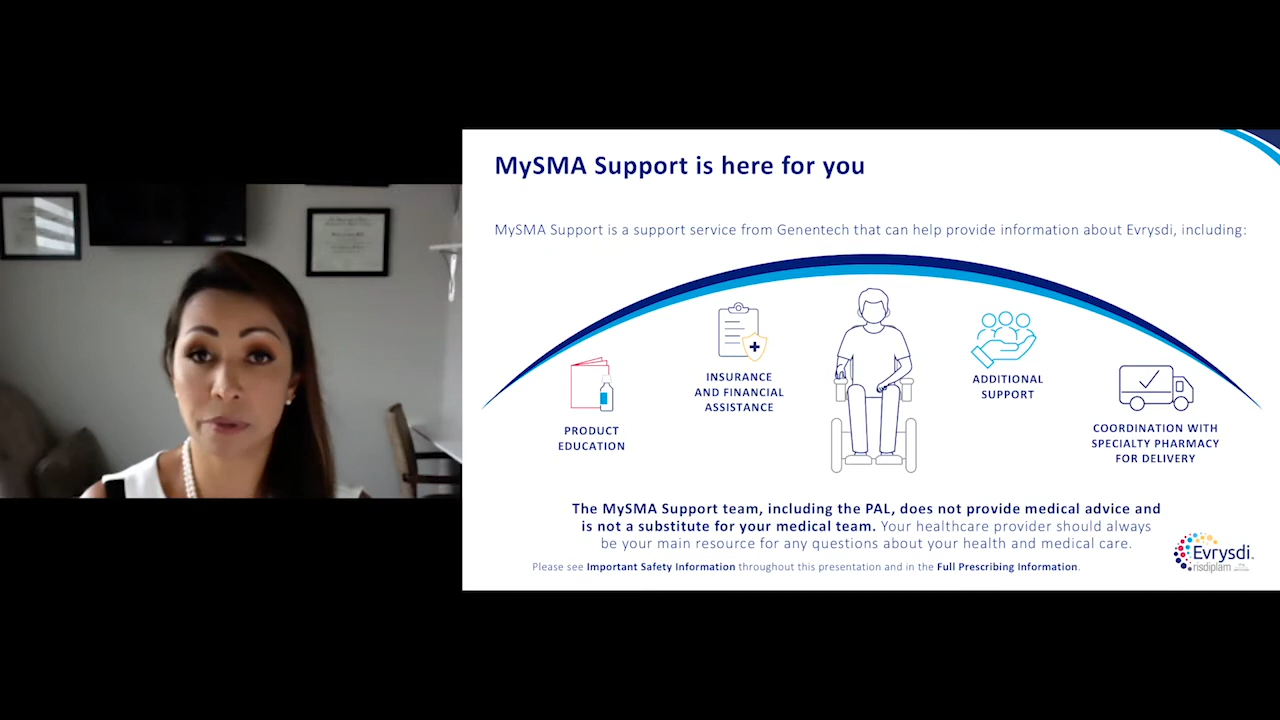 MySMA Support is here for you
MySMA Support is a support service from Genentech that can help provide information about Evrysdi, including:
PRODUCT
EDUCATION
INSURANCE
AND FINANCIAL
ASSISTANCE
ADDITIONAL
SUPPORT
COORDINATION WITH
SPECIALTY PHARMACY
FOR DELIVERY
The MySMA Support team, including the PAL, does not provide medical advice and
is not a substitute for your medical team. Your healthcare provider should always
be your main resource for any questions about your health and medical care.
Please see Important Safety Information throughout this presentation and in the Full Prescribing Information.
Evrysdi.
risdiplam